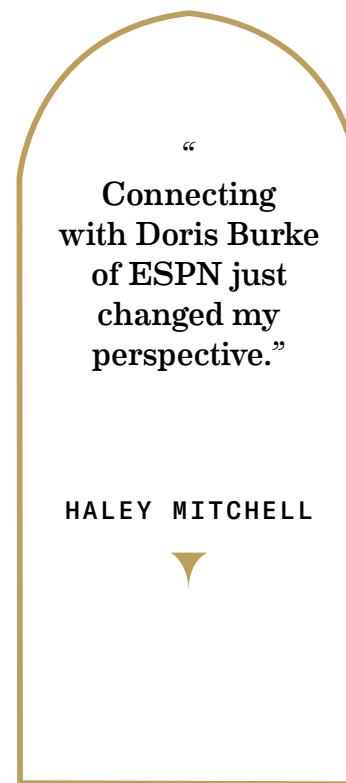 “
Connecting
with Doris Burke
of ESPN just
changed my
perspective.”
HALEY MITCHELL